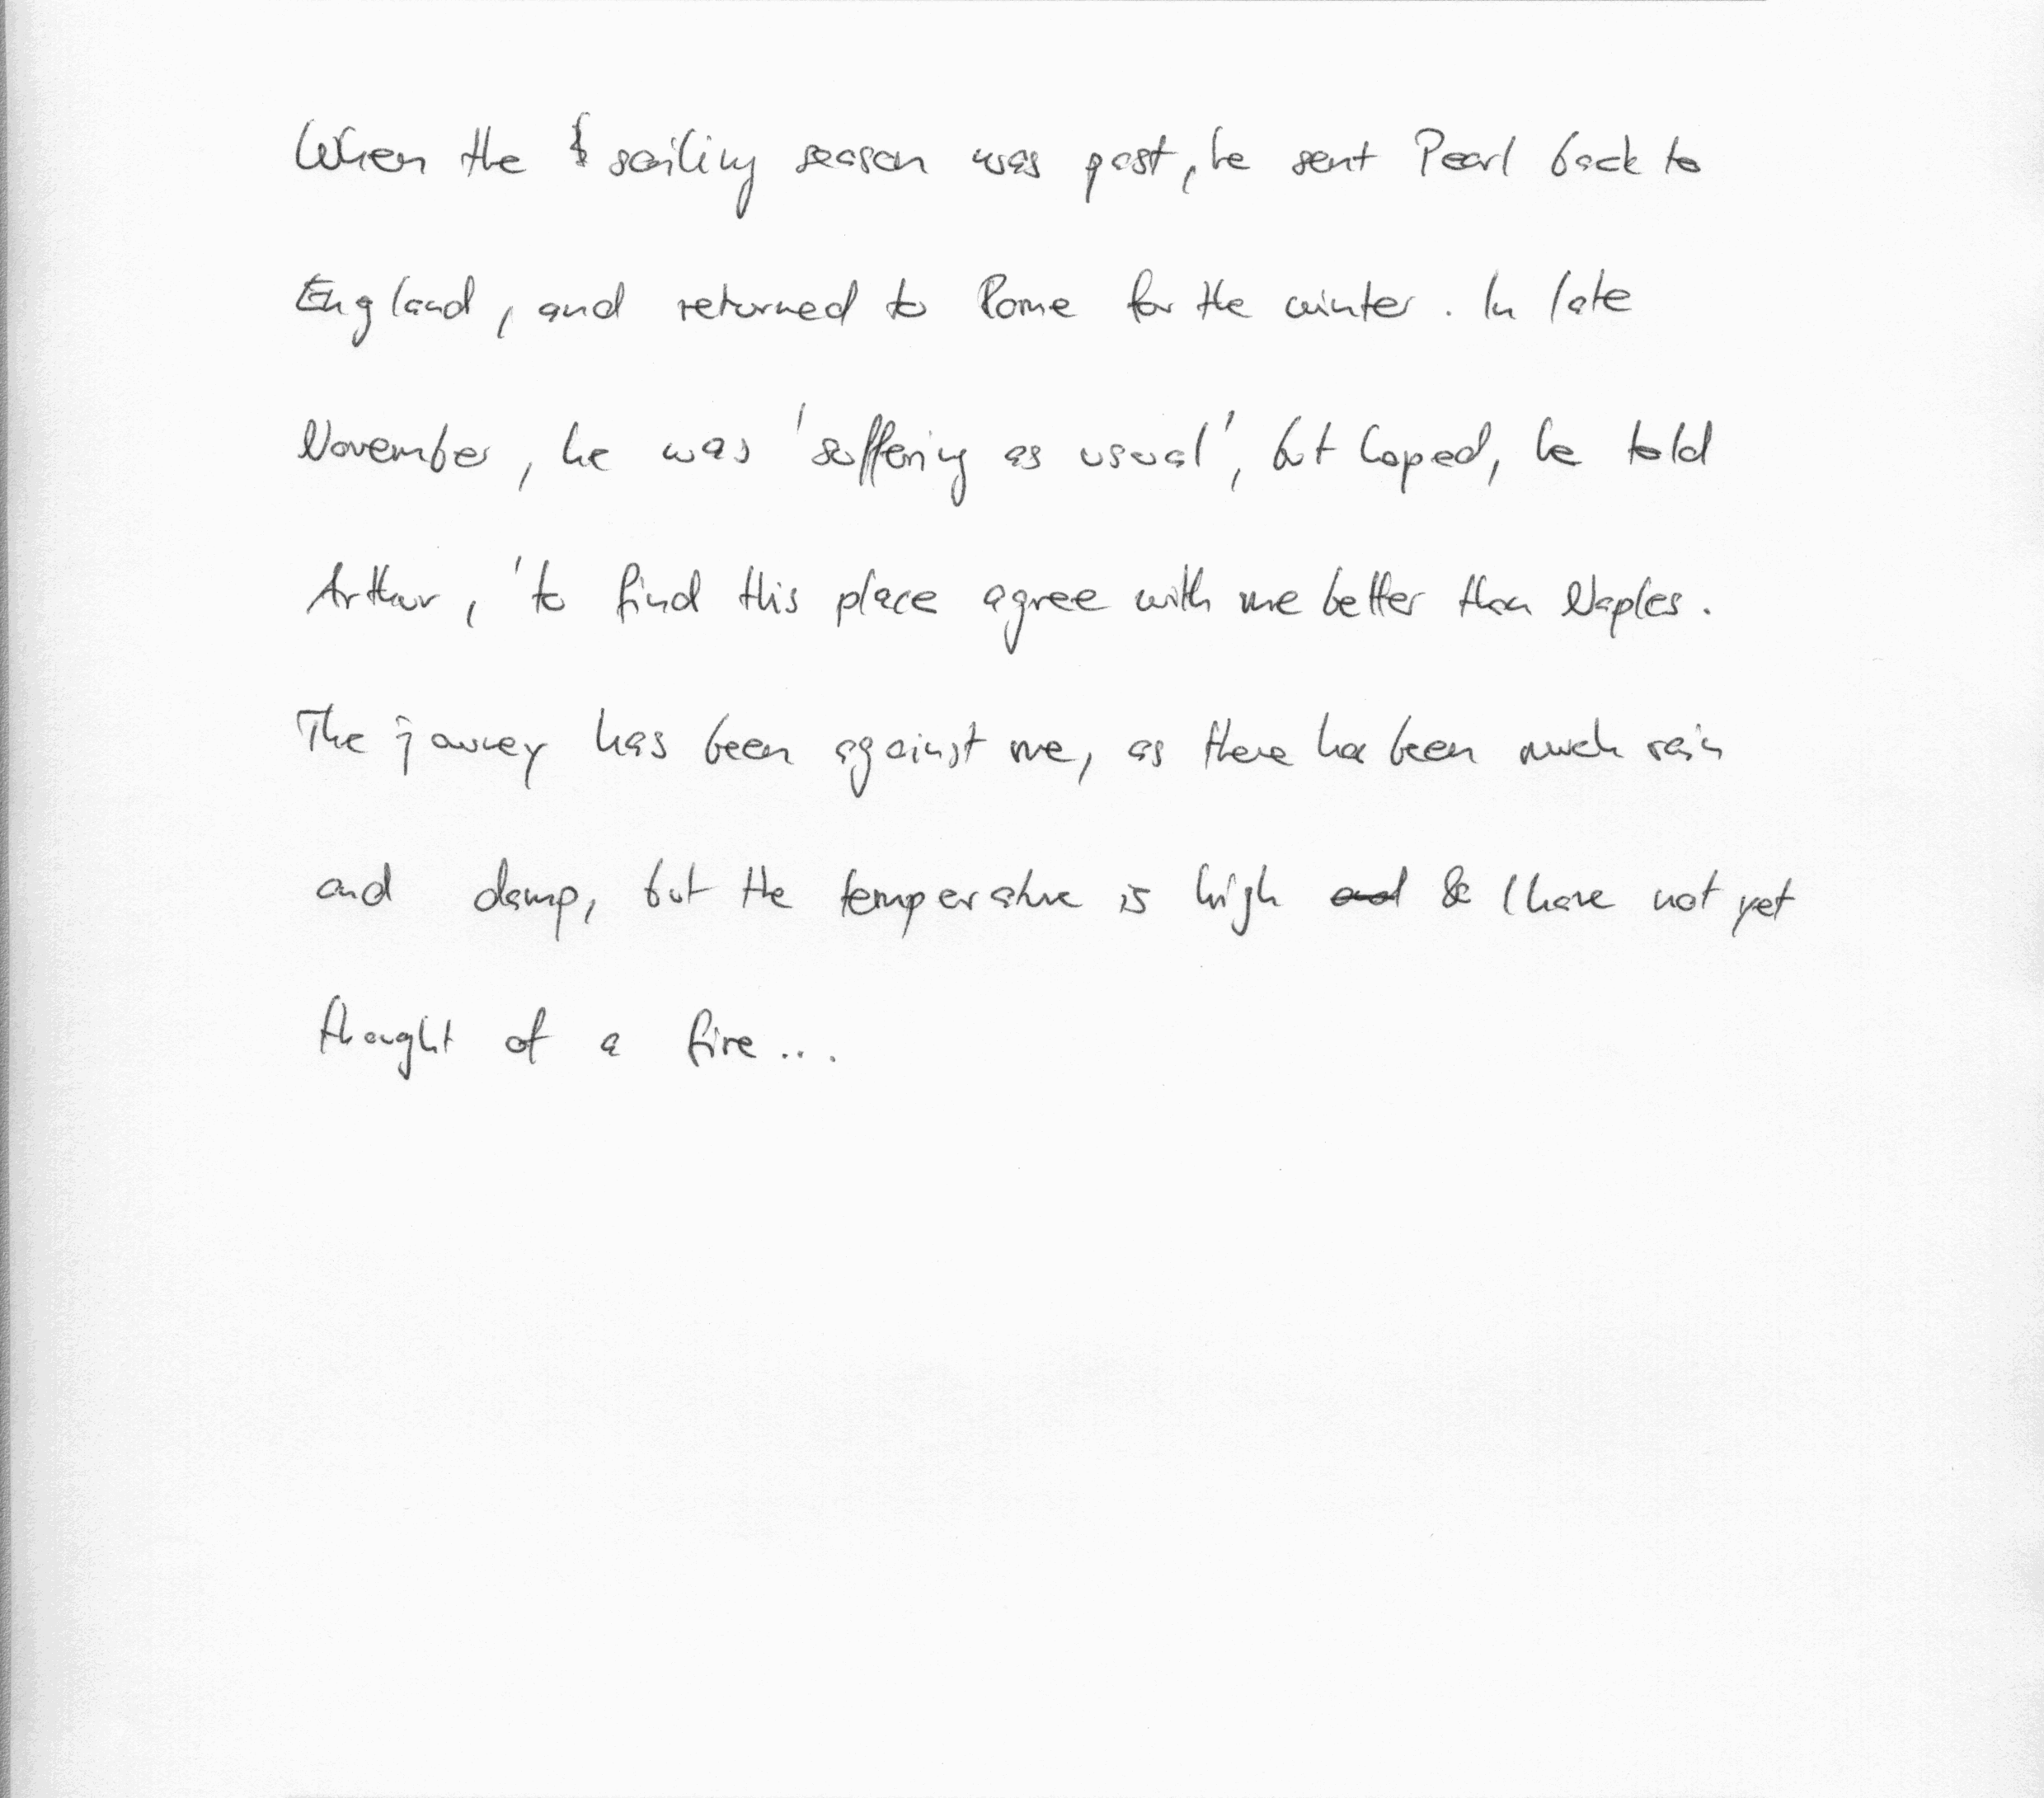 When the sailing season was past, he sent Pearl back to
England, and returned to Rome for the winter. In late
November, he was 'suffering as usual', but hoped, he told
Arthur, 'to find this place agree with me better than Naples.
The journey has been against me, as there has been much rain
and damp, but the temperature is high & I have not yet
thought of a fire...